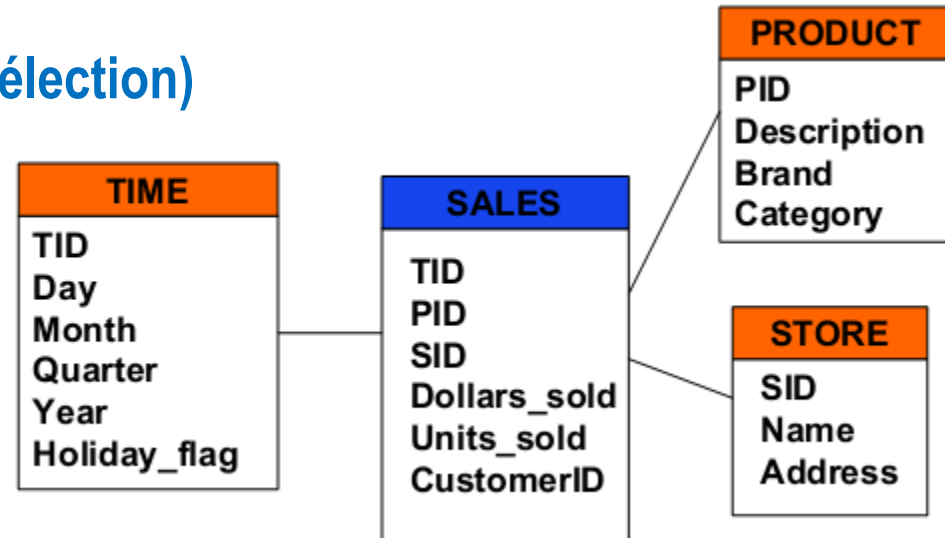 élection)
TIME
TID
Day
Month
Quarter
Year
Holiday_flag
SALES
TID
PID
SID
Dollars_sold
Units_sold
CustomerID
PRODUCT
PID
Description
Brand
Category
STORE
SID
Name
Address